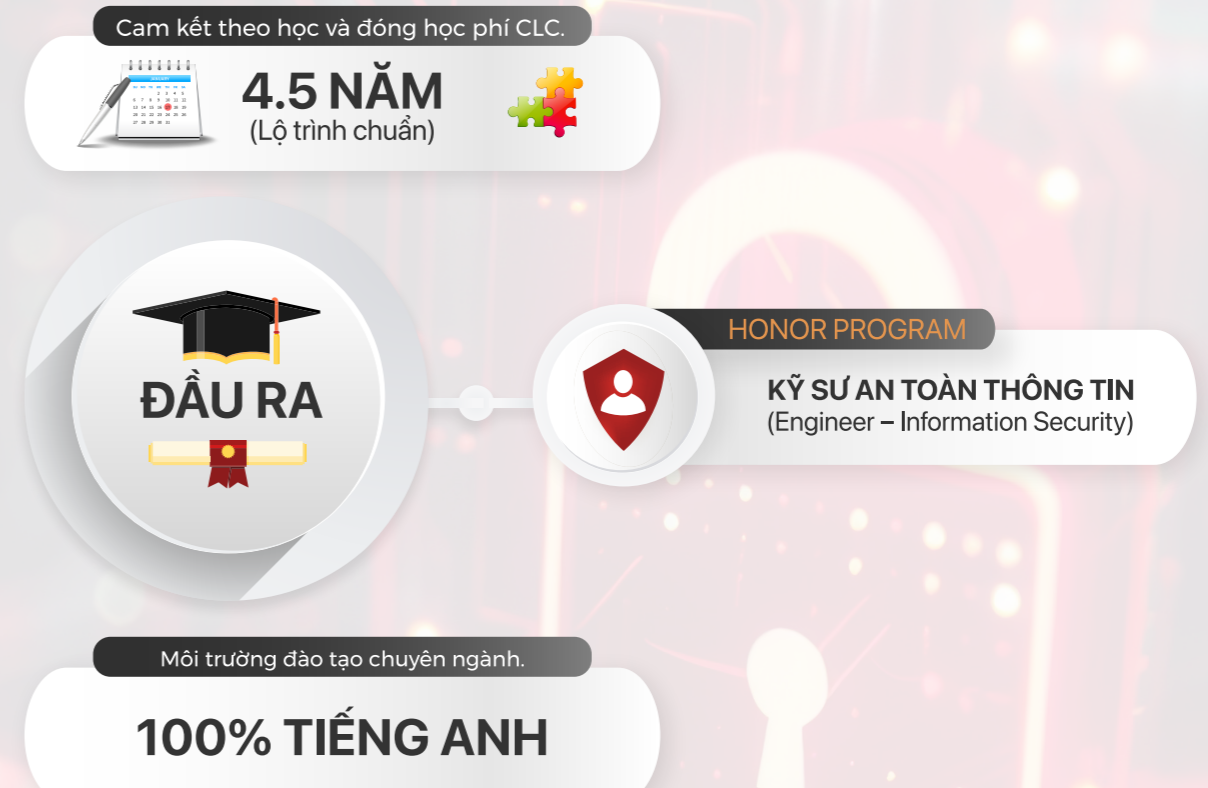 Cam kết theo học và đóng học phí CLC.
4.5 NĂM
(Lộ trình chuẩn)
ĐẦU RA
HONOR PROGRAM
KỸ SƯ AN TOÀN THÔNG TIN
(Engineer – Information Security)
Môi trường đào tạo chuyên ngành.
100% TIẾNG ANH